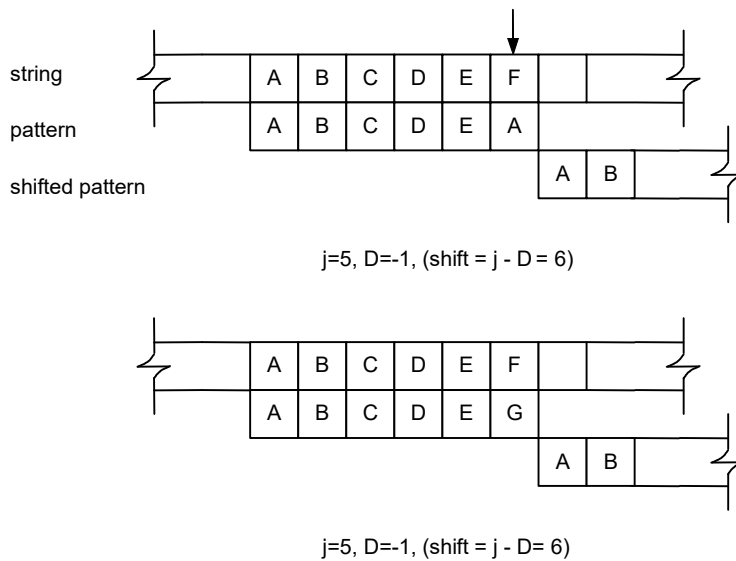 string A B C D E F
pattern A B C D E A
shifted pattern A B
j=5, D=-1, (shift = j - D = 6)
A B C D E F
A B C D E G
A B
j=5, D=-1, (shift = j - D= 6)